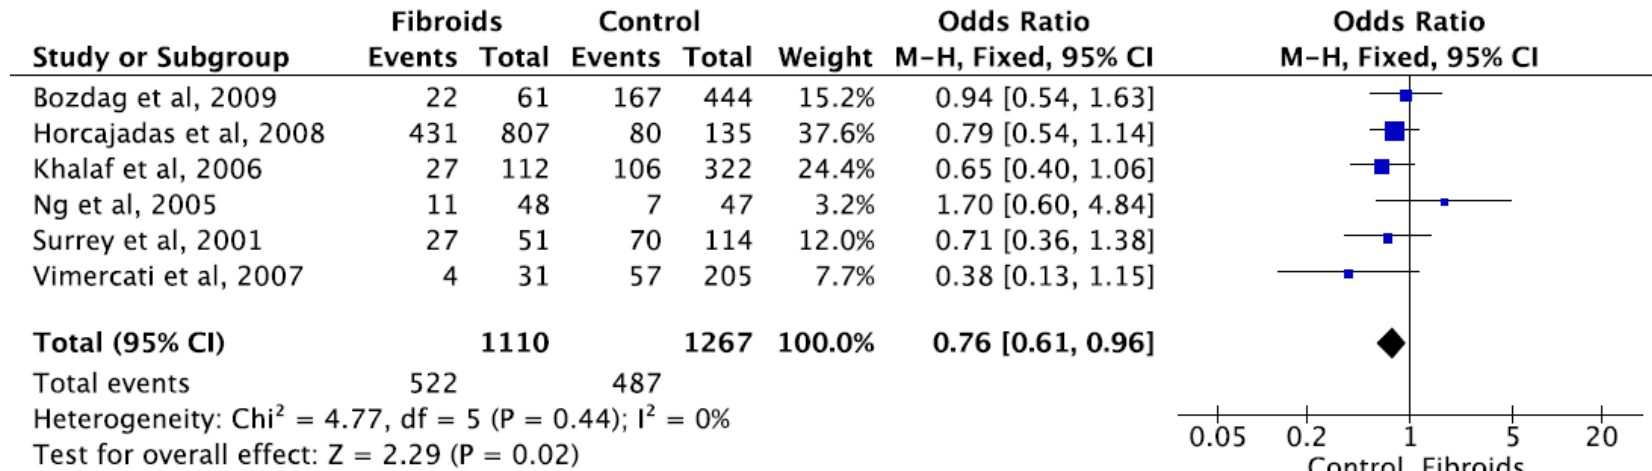 Fibroids Control Odds Ratio Odds Ratio
Study or Subgroup Events Total Events Total Weight M-H, Fixed, 95% CI M-H, Fixed, 95% CI
Bozdag et al, 2009 22 61 167 444 15.2% 0.94 [0.54, 1.63]
Horcajadas et al, 2008 431 807 80 135 37.6% 0.79 [0.54, 1.14]
Khalaf et al, 2006 27 112 106 322 24.4% 0.65 [0.40, 1.06]
Ng et al, 2005 11 48 7 47 3.2% 1.70 [0.60, 4.84]
Surrey et al, 2001 27 51 70 114 12.0% 0.71 [0.36, 1.38]
Vimercati et al, 2007 4 31 57 205 7.7% 0.38 [0.13, 1.15]
Total (95% CI) 1110 1267 100.0% 0.76 [0.61, 0.96]
Total events 522 487
Heterogeneity: Chi² = 4.77, df = 5 (P = 0.44); I² = 0%
Test for overall effect: Z = 2.29 (P = 0.02)
0.05 0.2 1 5 20
Control Fibroids